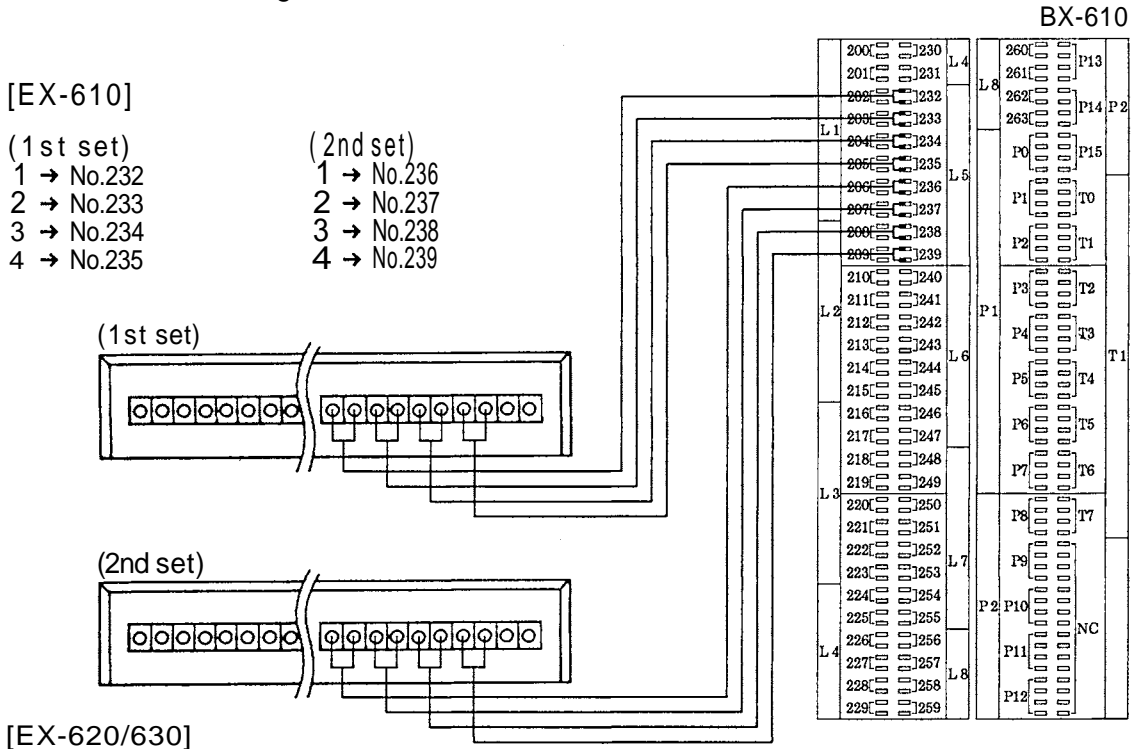 BX-610
[EX-610]
(1st set)
1 → No.232
2 → No.233
3 → No.234
4 → No.235
(2nd set)
1 → No.236
2 → No.237
3 → No.238
4 → No.239
(1st set)
(2nd set)
[EX-620/630]
L1
L2
L3
L4
200 230
201 231
202 232
203 233
204 234
205 235
206 236
207 237
208 238
209 239
210 240
211 241
212 242
213 243
214 244
215 245
216 246
217 247
218 248
219 249
220 250
221 251
222 252
223 253
224 254
225 255
226 256
227 257
228 258
229 259
L4
L5
L6
L7
L8
L8
P1
P2
260
261
262
263
P0
P1
P2
P3
P4
P5
P6
P7
P8
P9
P10
P11
P12
P13
P14
P15
T0
T1
T2
T3
T4
T5
T6
T7
NC
P2
T1